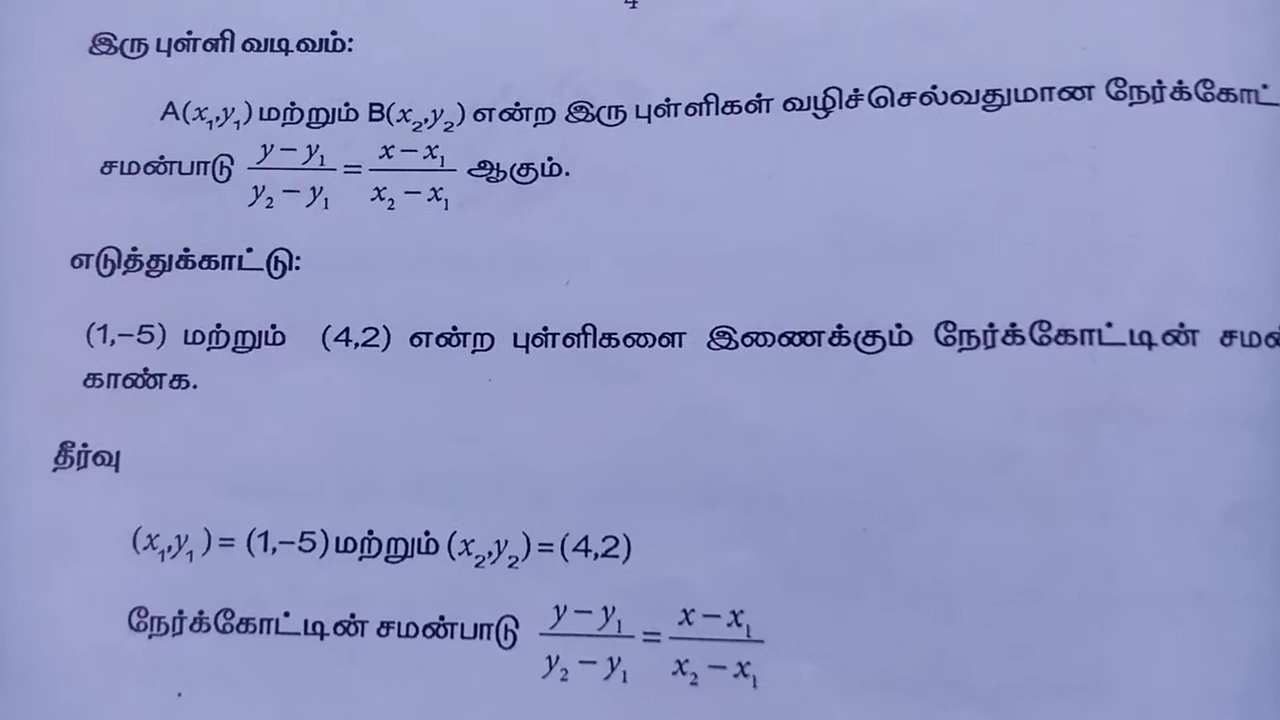 இரு புள்ளி வடிவம்:
A(x₁,y₁) மற்றும் B(x₂,y₂) என்ற இரு புள்ளிகள் வழிச்செல்வதுமான
சமன்பாடு (y − y₁)/(y₂ − y₁) = (x − x₁)/(x₂ − x₁) ஆகும்.
எடுத்துக்காட்டு:
(1,−5) மற்றும் (4,2) என்ற புள்ளிகளை இணைக்கும் நேர்க்கோட்டின்
காண்க.
தீர்வு
(x₁,y₁) = (1,−5) மற்றும் (x₂,y₂) = (4,2)
நேர்க்கோட்டின் சமன்பாடு (y − y₁)/(y₂ − y₁) = (x − x₁)/(x₂ − x₁)